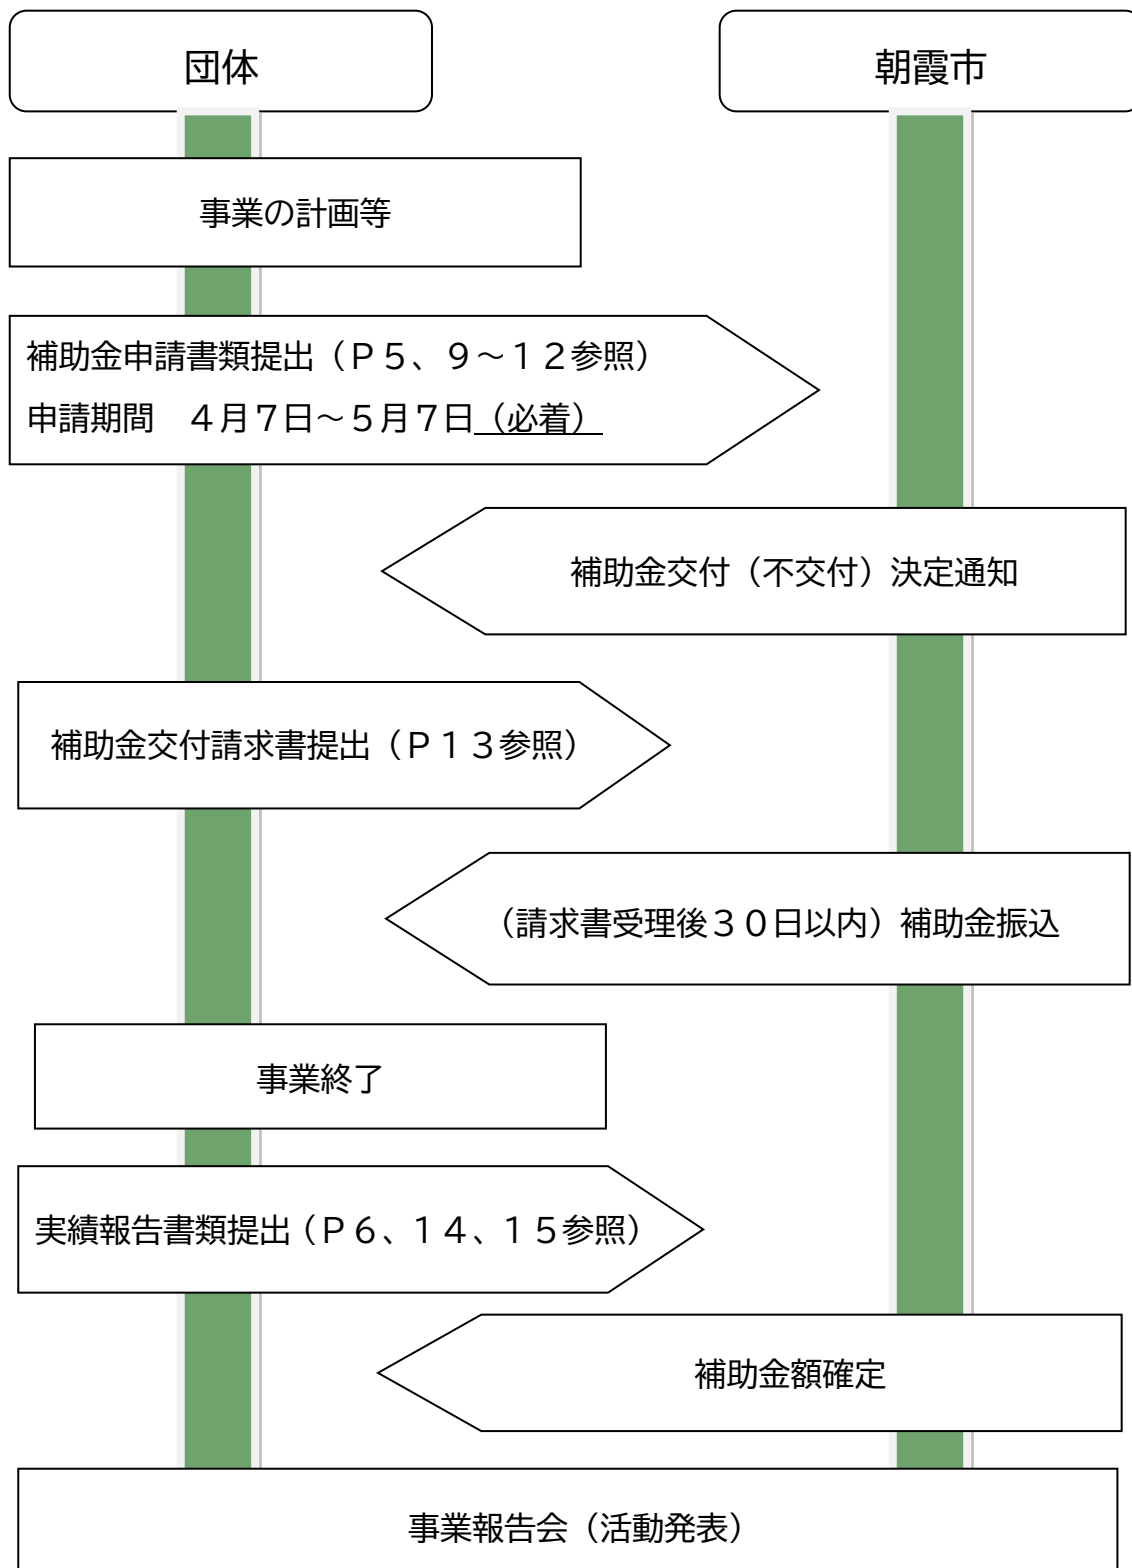 団体
朝霞市
事業の計画等
補助金申請書類提出（Ｐ５、９～１２参照）
申請期間　４月７日～５月７日（必着）
補助金交付（不交付）決定通知
補助金交付請求書提出（Ｐ１３参照）
（請求書受理後３０日以内）補助金振込
事業終了
実績報告書類提出（Ｐ６、１４、１５参照）
補助金額確定
事業報告会（活動発表）